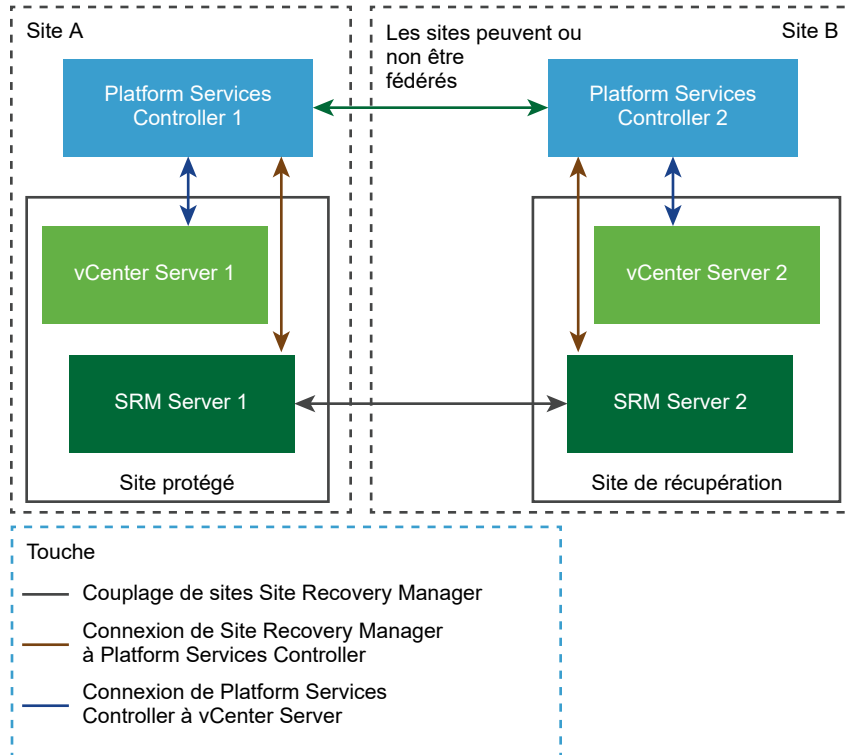 Site A
Les sites peuvent ou
non être
fédérés
Site B
Platform Services
Controller 1
Platform Services
Controller 2
vCenter Server 1
vCenter Server 2
SRM Server 1
SRM Server 2
Site protégé
Site de récupération
Touche
Couplage de sites Site Recovery Manager
Connexion de Site Recovery Manager
à Platform Services Controller
Connexion de Platform Services
Controller à vCenter Server